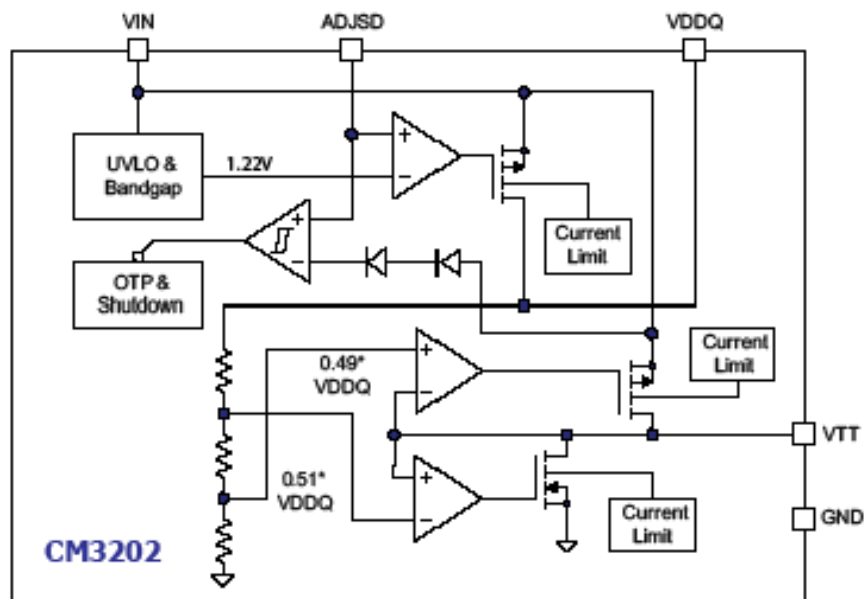 VIN
ADJSD
VDDQ
UVLO &
Bandgap
1.22V
+
−
Current
Limit
+
−
OTP &
Shutdown
0.49*
VDDQ
+
−
Current
Limit
VTT
0.51*
VDDQ
+
−
Current
Limit
GND
CM3202